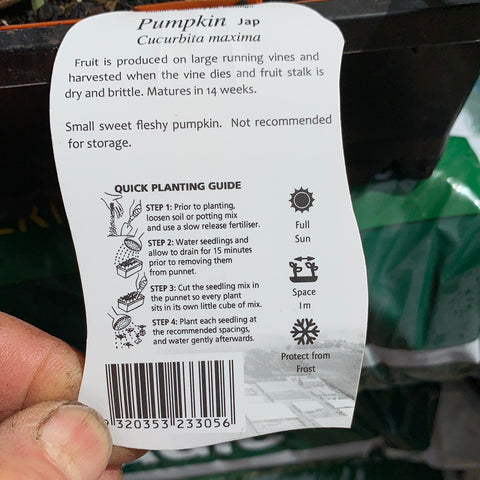 Pumpkin Jap
Cucurbita maxima
Fruit is produced on large running vines and
harvested when the vine dies and fruit stalk is
dry and brittle. Matures in 14 weeks.
Small sweet fleshy pumpkin. Not recommended
for storage.
QUICK PLANTING GUIDE
STEP 1: Prior to planting,
loosen soil or potting mix
and use a slow release fertiliser.
STEP 2: Water seedlings and
allow to drain for 15 minutes
prior to removing them
from punnet.
STEP 3: Cut the seedling mix in
the punnet so every plant
sits in its own little cube of mix.
STEP 4: Plant each seedling at
the recommended spacings,
and water gently afterwards.
Full
Sun
Space
1m
Protect from
Frost
9 320353 233056